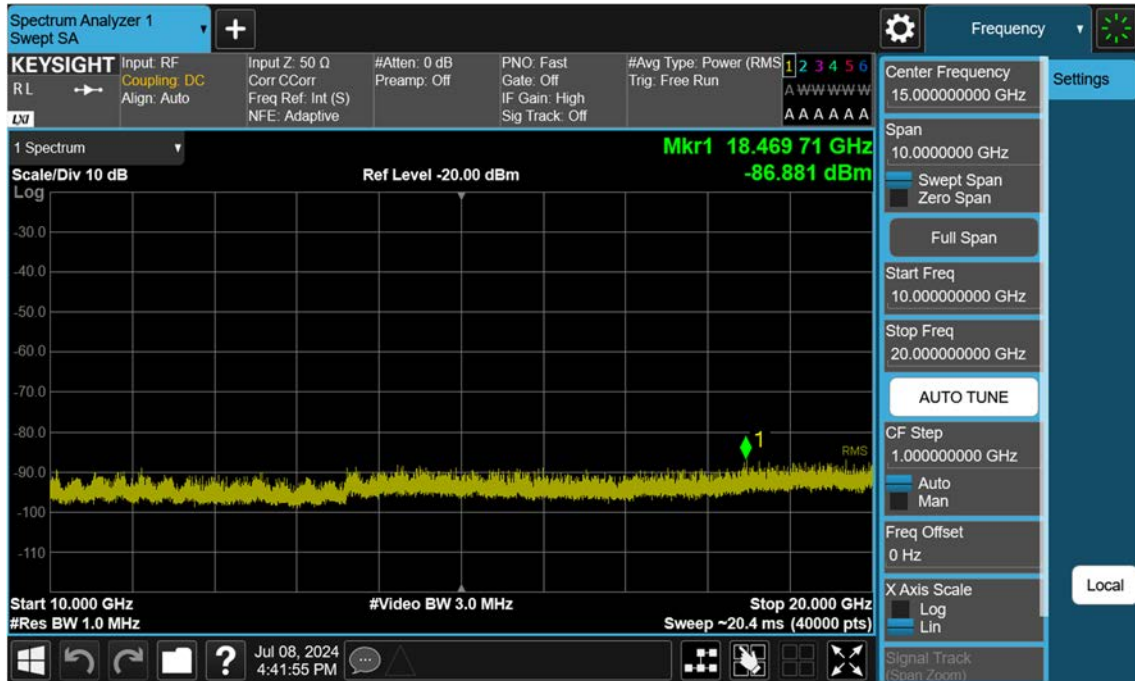 Spectrum Analyzer 1
Swept SA
+
Frequency
KEYSIGHT
RL
LXI
Input: RF
Coupling: DC
Align: Auto
Input Z: 50 Ω
Corr CCorr
Freq Ref: Int (S)
NFE: Adaptive
#Atten: 0 dB
Preamp: Off
PNO: Fast
Gate: Off
IF Gain: High
Sig Track: Off
#Avg Type: Power (RMS
Trig: Free Run
1 2 3 4 5 6
A W W W W W
A A A A A A
1 Spectrum
Mkr1 18.469 71 GHz
Scale/Div 10 dB
Ref Level -20.00 dBm
-86.881 dBm
Log
-30.0
-40.0
-50.0
-60.0
-70.0
-80.0
-90.0
-100
-110
1
RMS
Start 10.000 GHz
#Video BW 3.0 MHz
Stop 20.000 GHz
#Res BW 1.0 MHz
Sweep ~20.4 ms (40000 pts)
Center Frequency
15.000000000 GHz
Span
10.0000000 GHz
Swept Span
Zero Span
Full Span
Start Freq
10.000000000 GHz
Stop Freq
20.000000000 GHz
AUTO TUNE
CF Step
1.000000000 GHz
Auto
Man
Freq Offset
0 Hz
X Axis Scale
Log
Lin
Signal Track
(Span Zoom)
Settings
Local
?
Jul 08, 2024
4:41:55 PM